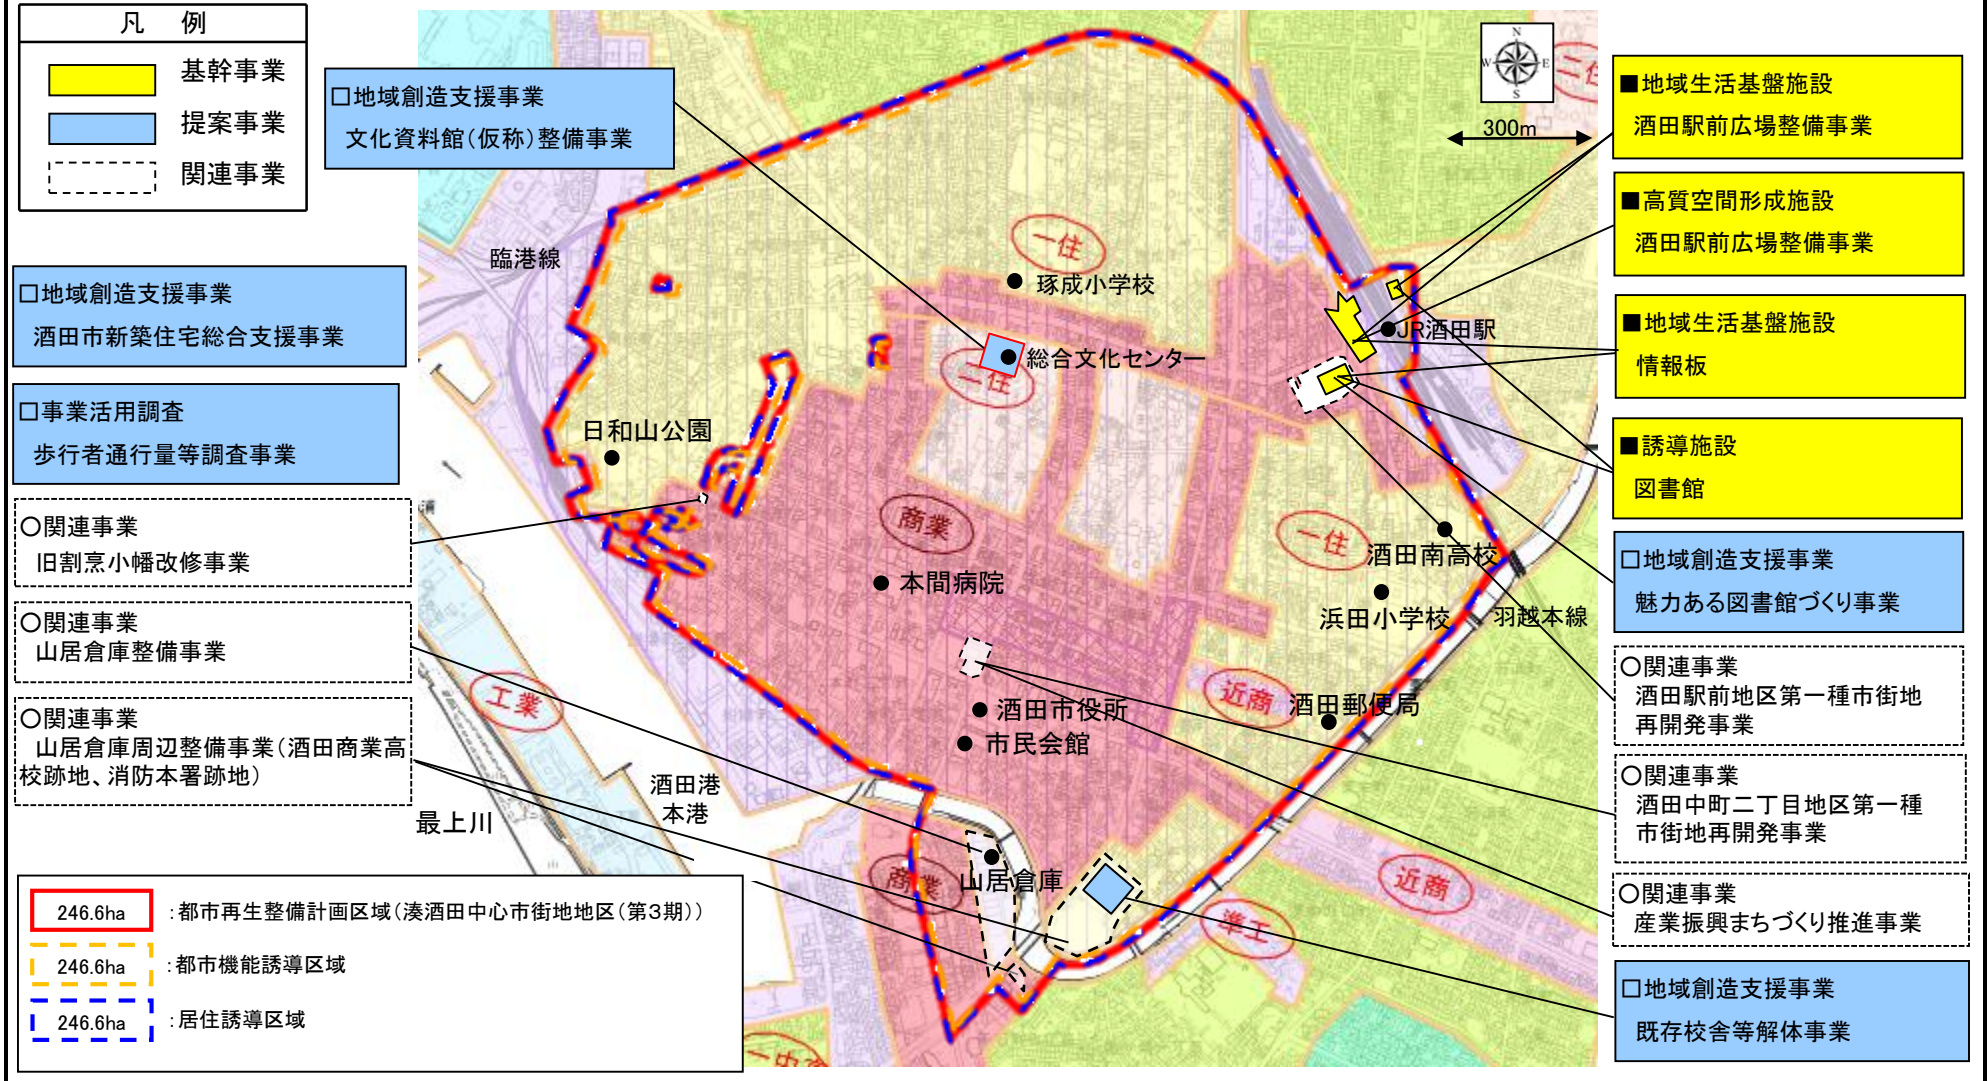 凡 例
基幹事業
提案事業
関連事業
□地域創造支援事業
文化資料館(仮称)整備事業
□地域創造支援事業
酒田市新築住宅総合支援事業
□事業活用調査
歩行者通行量等調査事業
○関連事業
旧割烹小幡改修事業
○関連事業
山居倉庫整備事業
○関連事業
山居倉庫周辺整備事業(酒田商業高
校跡地、消防本署跡地)
246.6ha
:都市再生整備計画区域(湊酒田中心市街地地区(第3期))
246.6ha
:都市機能誘導区域
246.6ha
:居住誘導区域
N
W
E
S
300m
二住
臨港線
一住
琢成小学校
JR酒田駅
総合文化センター
二住
日和山公園
商業
一住
酒田南高校
本間病院
浜田小学校
羽越本線
工業
近商
酒田郵便局
酒田市役所
市民会館
酒田港
本港
最上川
商業
山居倉庫
近商
準工
■地域生活基盤施設
酒田駅前広場整備事業
■高質空間形成施設
酒田駅前広場整備事業
■地域生活基盤施設
情報板
■誘導施設
図書館
□地域創造支援事業
魅力ある図書館づくり事業
○関連事業
酒田駅前地区第一種市街地
再開発事業
○関連事業
酒田中町二丁目地区第一種
市街地再開発事業
○関連事業
産業振興まちづくり推進事業
□地域創造支援事業
既存校舎等解体事業